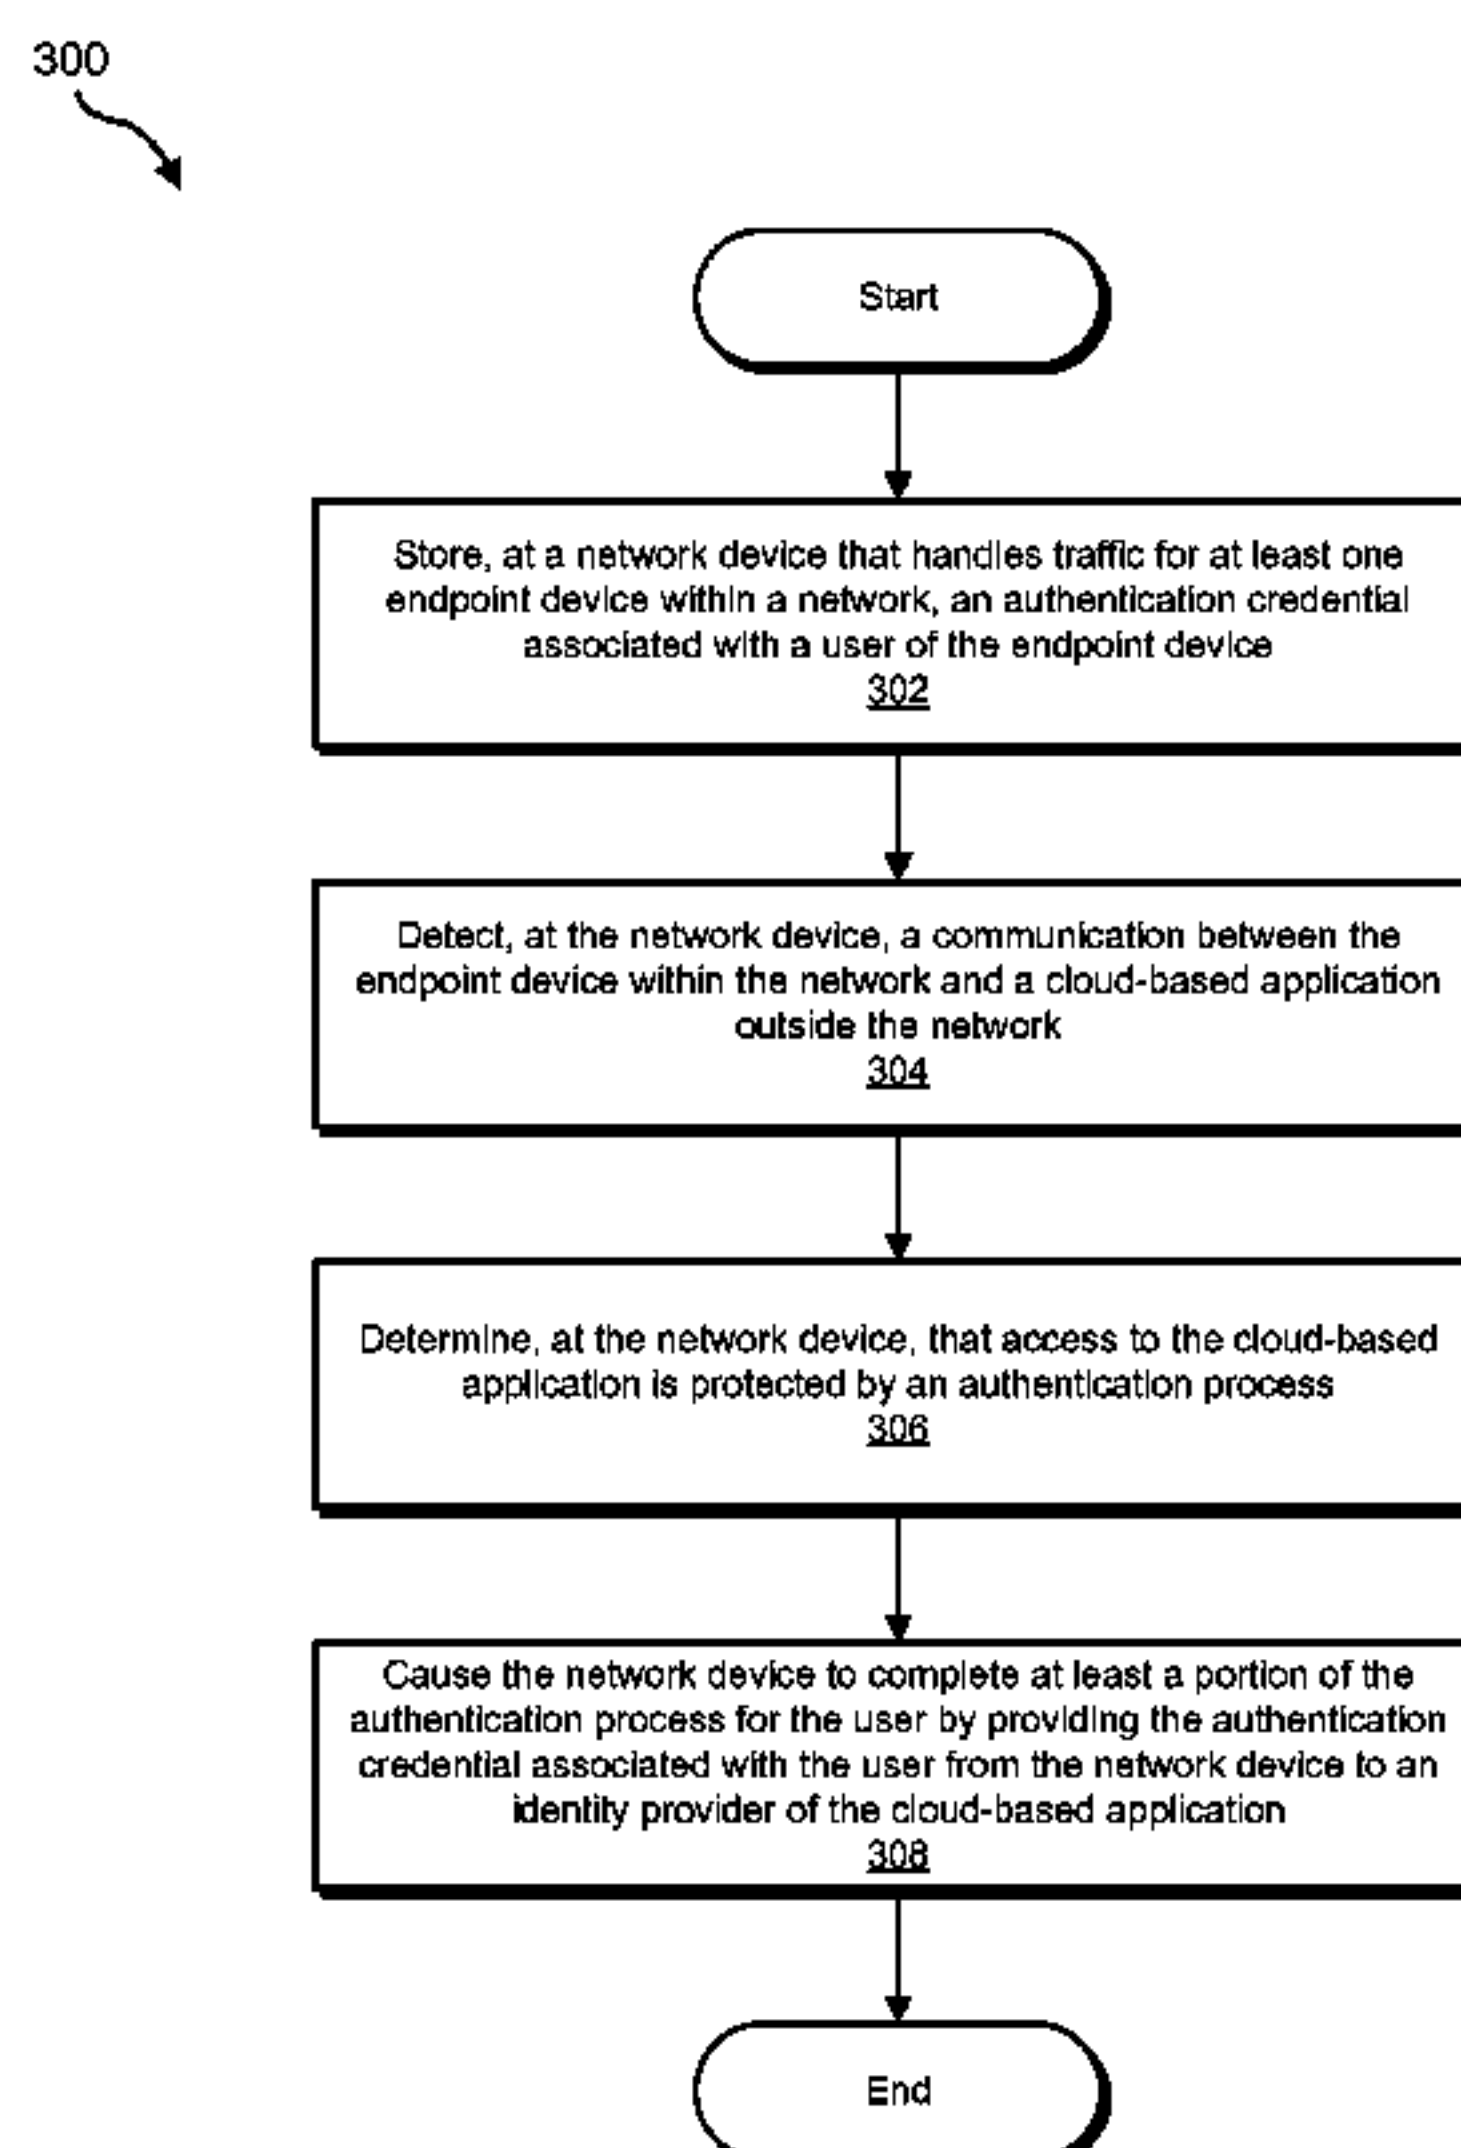 300
Start
Store, at a network device that handles traffic for at least one
endpoint device within a network, an authentication credential
associated with a user of the endpoint device
302
Detect, at the network device, a communication between the
endpoint device within the network and a cloud-based application
outside the network
304
Determine, at the network device, that access to the cloud-based
application is protected by an authentication process
306
Cause the network device to complete at least a portion of the
authentication process for the user by providing the authentication
credential associated with the user from the network device to an
identity provider of the cloud-based application
308
End